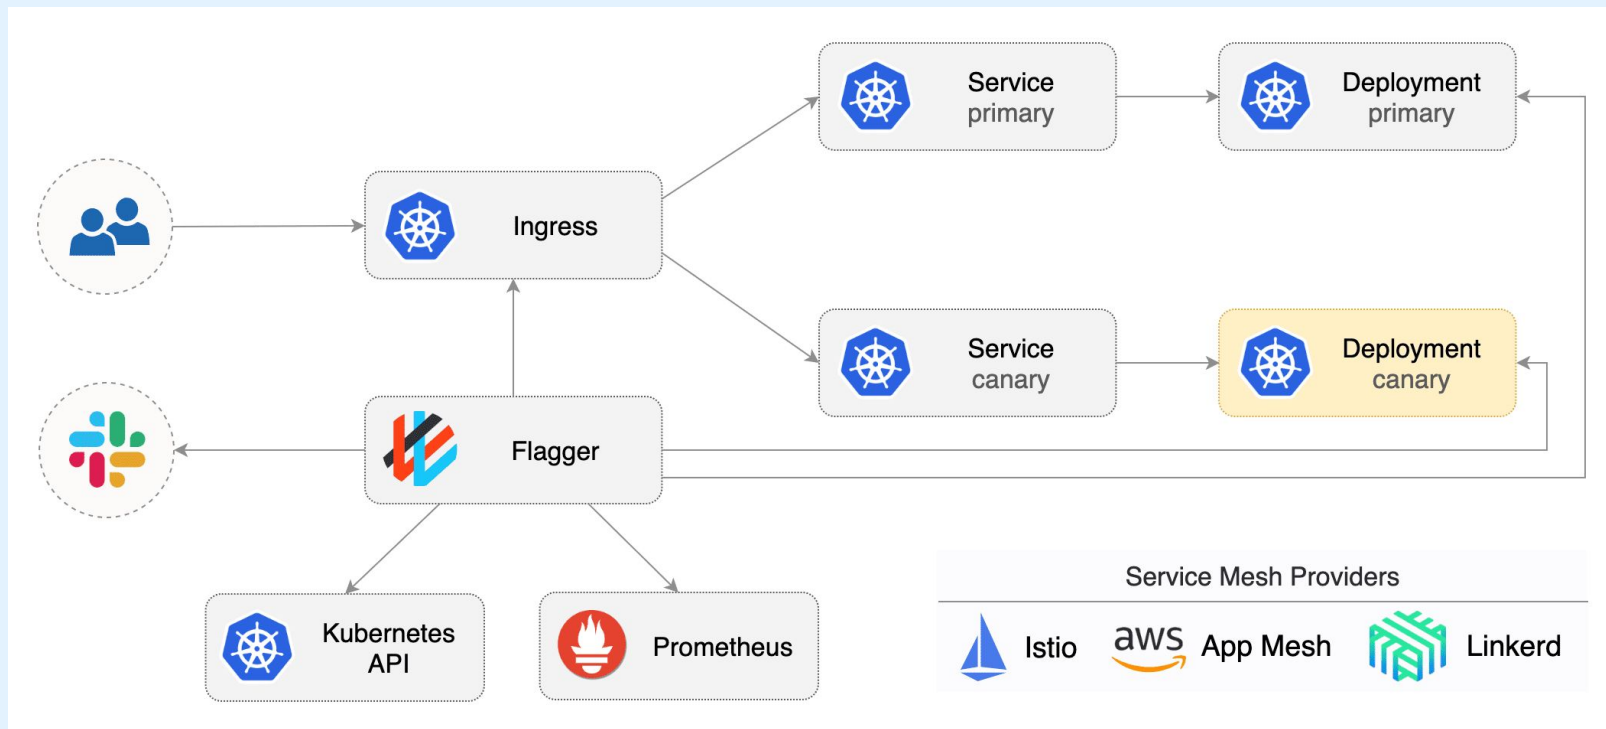 Service
primary
Deployment
primary
Ingress
Service
canary
Deployment
canary
Flagger
Kubernetes
API
Prometheus
Service Mesh Providers
Istio
aws
App Mesh
Linkerd